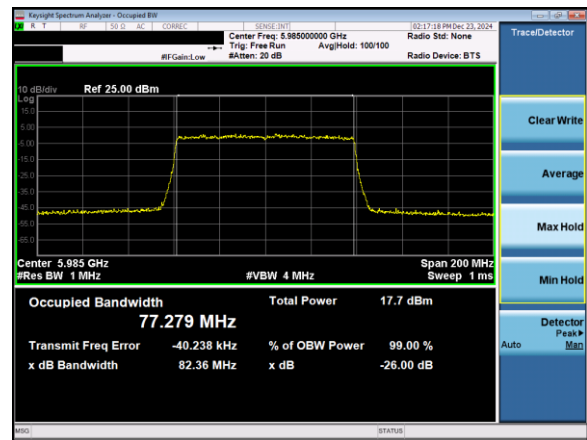 Keysight Spectrum Analyzer - Occupied BW
R T RF 50 Ω AC CORREC SENSE:INT 02:17:18 PM Dec 23, 2024
Center Freq: 5.985000000 GHz Radio Std: None
Trig: Free Run Avg|Hold: 100/100
#IFGain:Low #Atten: 20 dB Radio Device: BTS
Trace/Detector
10 dB/div Ref 25.00 dBm
Log
15.0
5.00
-5.00
-15.0
-25.0
-35.0
-45.0
-55.0
-65.0
Center 5.985 GHz Span 200 MHz
#Res BW 1 MHz #VBW 4 MHz Sweep 1 ms
Occupied Bandwidth Total Power 17.7 dBm
77.279 MHz
Transmit Freq Error -40.238 kHz % of OBW Power 99.00 %
x dB Bandwidth 82.36 MHz x dB -26.00 dB
Clear Write
Average
Max Hold
Min Hold
Detector
Peak▶
Auto Man
MSG STATUS